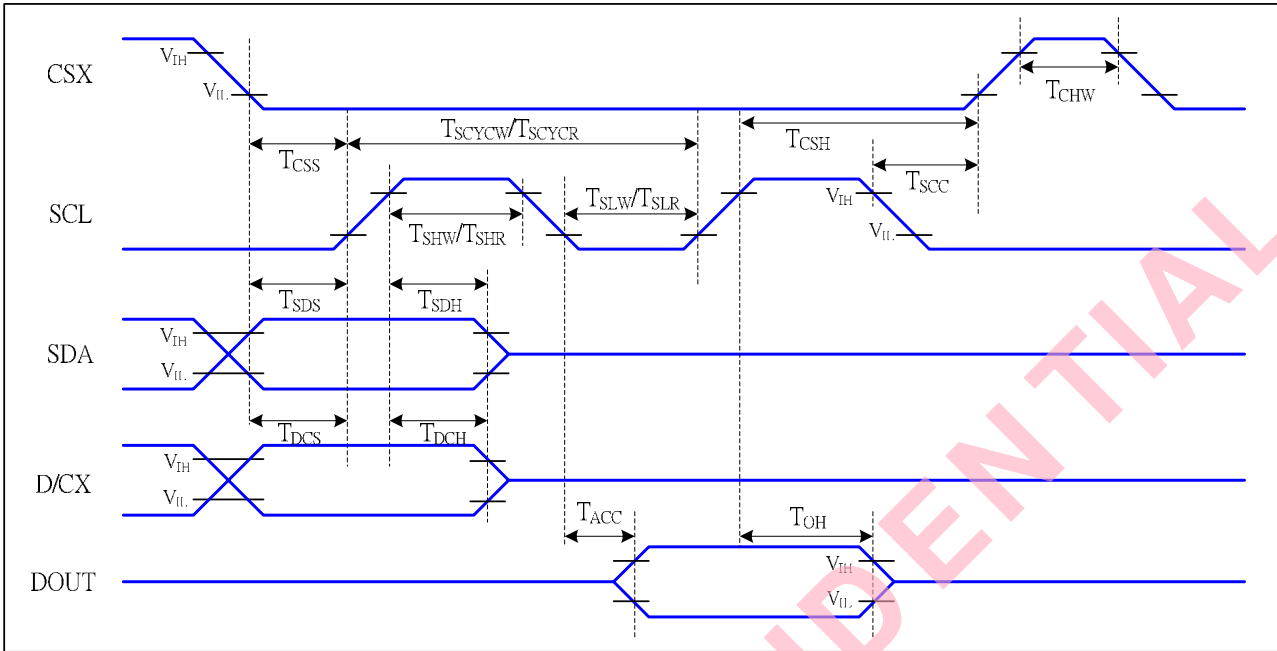 CSX
VIH
VIL
TCHW
TSCYCW/TSCYCR
TCSS
TCSH
TSCC
SCL
TSLW/TSLR
VIH
TSHW/TSHR
VIL
TSDS
TSDH
SDA
VIH
VIL
TDCS
TDCH
D/CX
VIH
VIL
TACC
TOH
DOUT
VIH
VIL
IDENTIAL